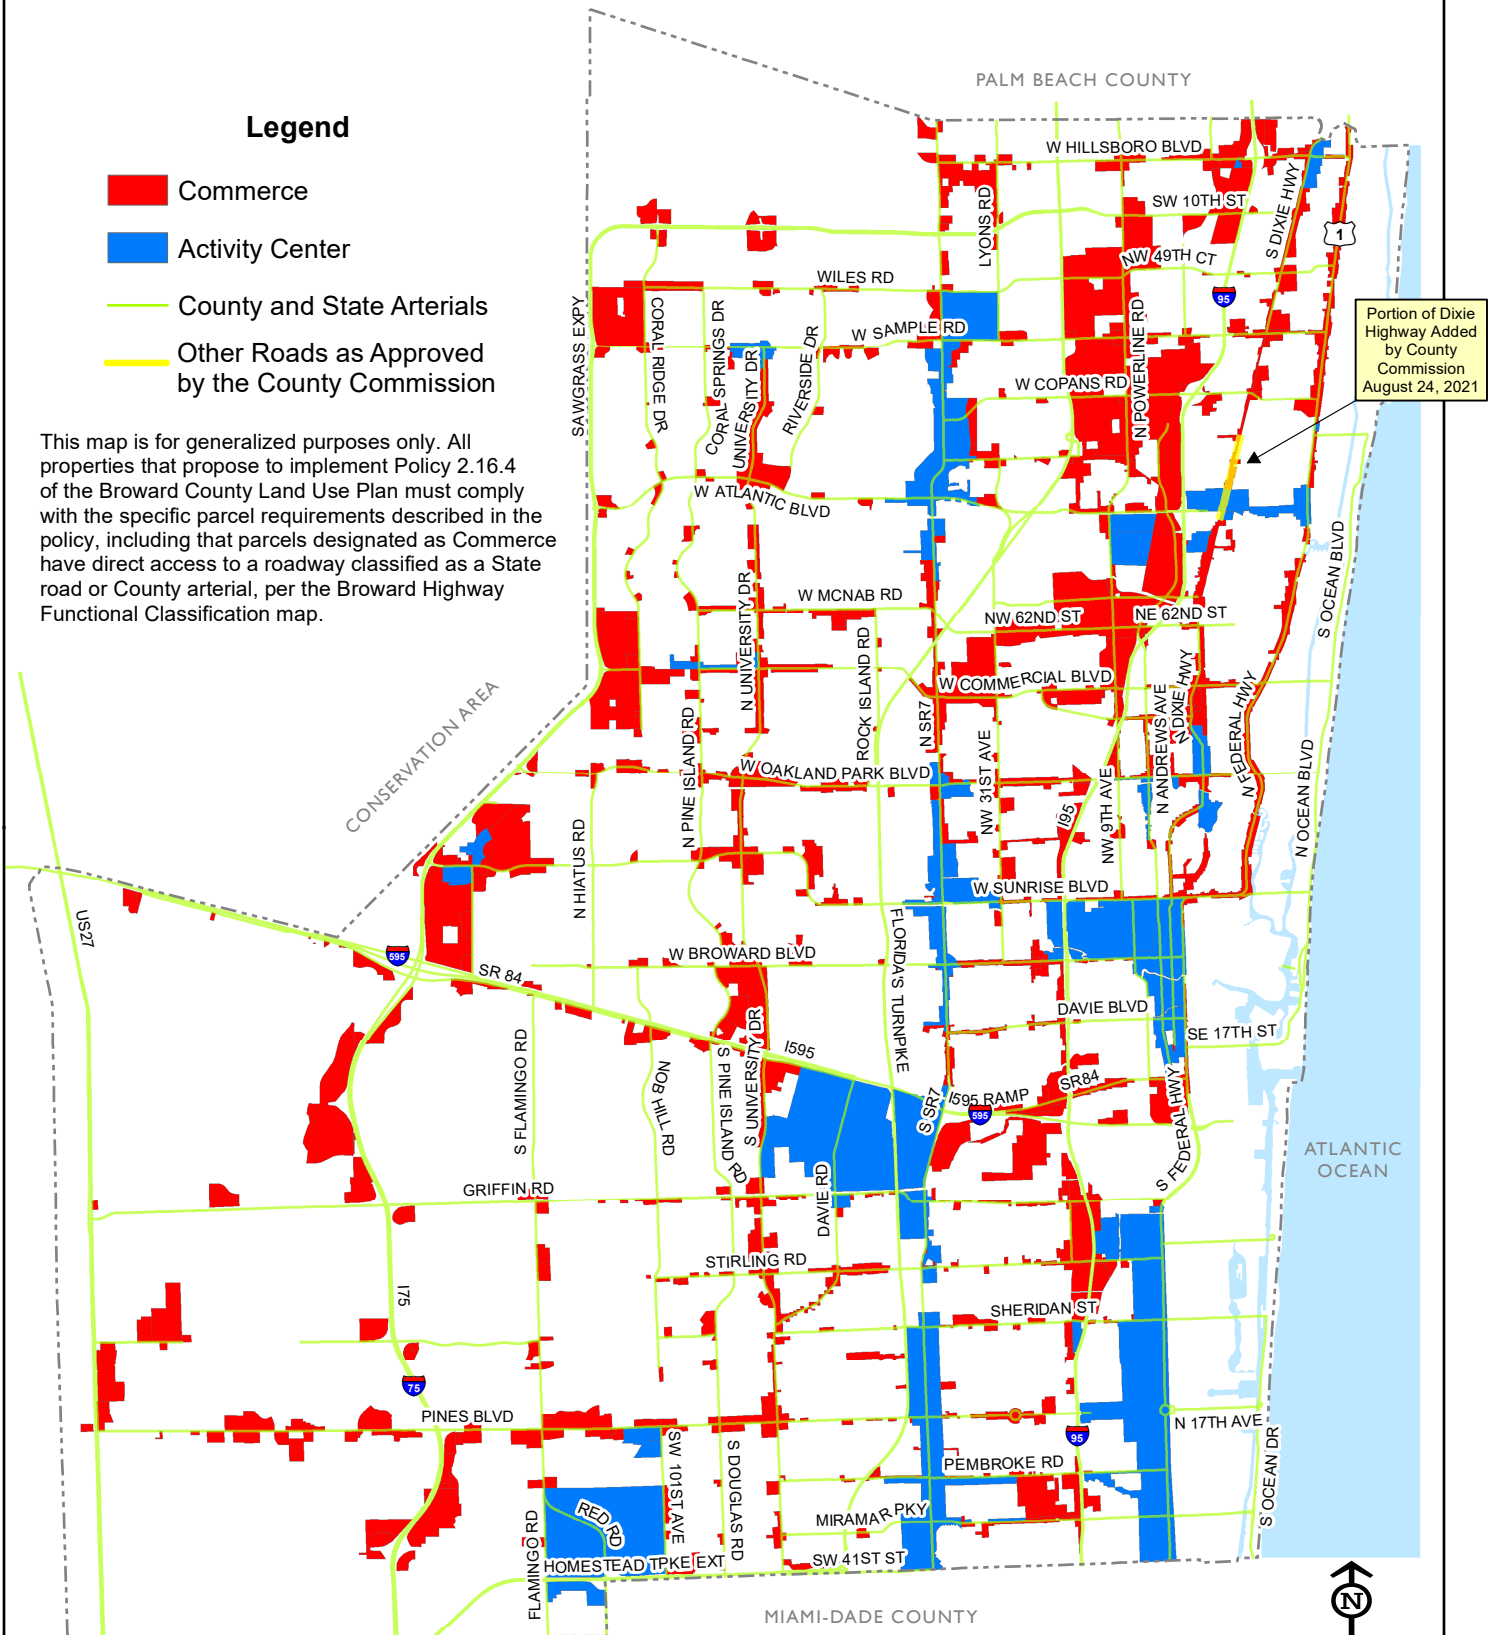 PALM BEACH COUNTY
Legend
Commerce
Activity Center
County and State Arterials
Other Roads as Approved
by the County Commission
This map is for generalized purposes only. All
properties that propose to implement Policy 2.16.4
of the Broward County Land Use Plan must comply
with the specific parcel requirements described in the
policy, including that parcels designated as Commerce
have direct access to a roadway classified as a State
road or County arterial, per the Broward Highway
Functional Classification map.
W HILLSBORO BLVD
SW 10TH ST
LYONS RD
S DIXIE HWY
1
NW 49TH CT
WILES RD
95
SAWGRASS EXPY
CORAL RIDGE DR
CORAL SPRINGS DR
UNIVERSITY DR
RIVERSIDE DR
W SAMPLE RD
N POWERLINE RD
Portion of Dixie
Highway Added
by County
Commission
August 24, 2021
W COPANS RD
W ATLANTIC BLVD
S OCEAN BLVD
W MCNAB RD
NW 62ND ST
NE 62ND ST
N UNIVERSITY DR
ROCK ISLAND RD
W COMMERCIAL BLVD
N DIXIE HWY
N ANDREWS AVE
N FEDERAL HWY
CONSERVATION AREA
N PINE ISLAND RD
N SR7
NW 31ST AVE
W OAKLAND PARK BLVD
I95
NW 9TH AVE
N OCEAN BLVD
N HIATUS RD
W SUNRISE BLVD
US27
595
SR 84
W BROWARD BLVD
FLORIDA'S TURNPIKE
DAVIE BLVD
SE 17TH ST
S FLAMINGO RD
NOB HILL RD
S PINE ISLAND RD
S UNIVERSITY DR
I595
S SR7
I595 RAMP
595
SR84
S FEDERAL HWY
ATLANTIC
OCEAN
GRIFFIN RD
DAVIE RD
STIRLING RD
I75
SHERIDAN ST
75
PINES BLVD
N 17TH AVE
95
SW 101ST AVE
S DOUGLAS RD
PEMBROKE RD
S OCEAN DR
FLAMINGO RD
RED RD
MIRAMAR PKY
HOMESTEAD TPKE EXT
SW 41ST ST
MIAMI-DADE COUNTY
N